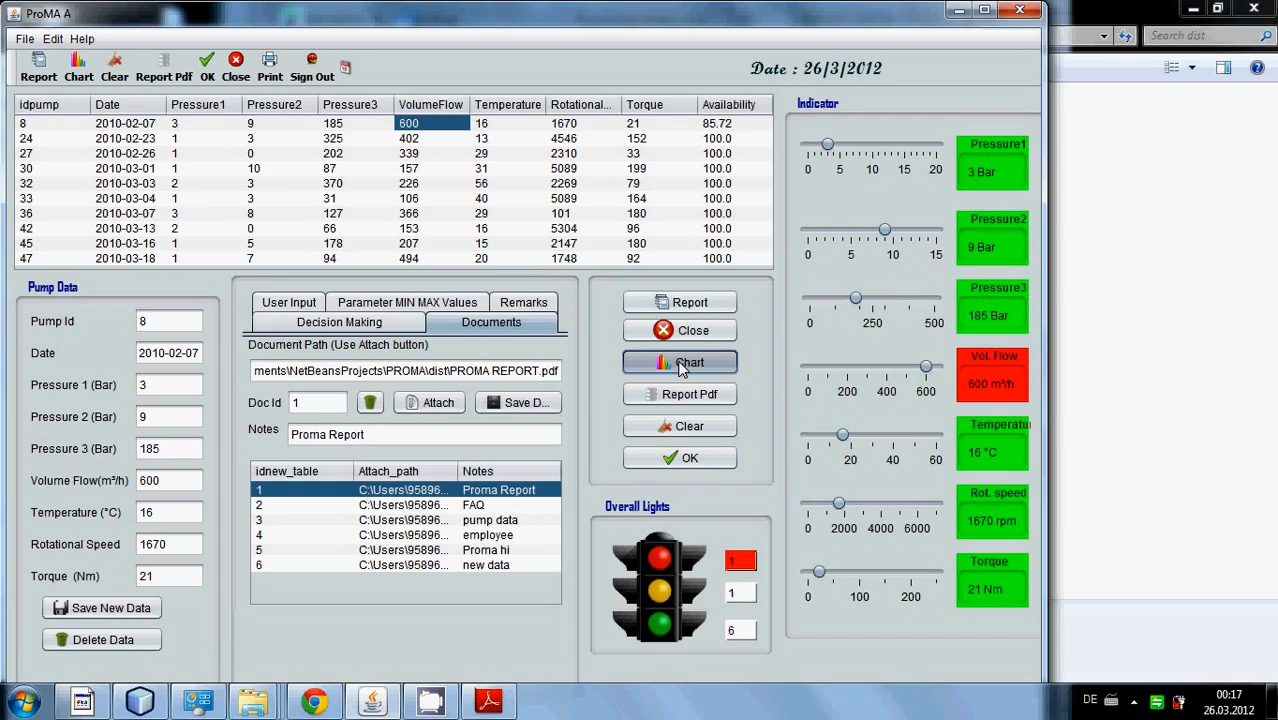 ProMA A
Search dist
File Edit Help
Report Chart Clear Report Pdf OK Close Print Sign Out
Date : 26/3/2012
idpump Date Pressure1 Pressure2 Pressure3 VolumeFlow Temperature Rotational... Torque Availability
8 2010-02-07 3 9 185 600 16 1670 21 85.72
24 2010-02-23 1 3 325 402 13 4546 152 100.0
27 2010-02-26 1 0 202 339 29 2310 33 100.0
30 2010-03-01 1 10 87 157 31 5089 199 100.0
32 2010-03-03 2 3 370 226 56 2269 79 100.0
33 2010-03-04 1 3 31 106 40 5089 164 100.0
36 2010-03-07 3 8 127 366 29 101 180 100.0
42 2010-03-13 2 0 66 153 16 5304 96 100.0
45 2010-03-16 1 5 178 207 15 2147 180 100.0
47 2010-03-18 1 7 94 494 20 1748 92 100.0
Pump Data
Pump Id 8
Date 2010-02-07
Pressure 1 (Bar) 3
Pressure 2 (Bar) 9
Pressure 3 (Bar) 185
Volume Flow(m³/h) 600
Temperature (°C) 16
Rotational Speed 1670
Torque (Nm) 21
Save New Data
Delete Data
User Input Parameter MIN MAX Values Remarks
Decision Making Documents
Document Path (Use Attach button)
ments\NetBeansProjects\PROMA\dist\PROMA REPORT.pdf
Doc Id 1 Attach Save D...
Notes Proma Report
idnew_table Attach_path Notes
1 C:\Users\95896... Proma Report
2 C:\Users\95896... FAQ
3 C:\Users\95896... pump data
4 C:\Users\95896... employee
5 C:\Users\95896... Proma hi
6 C:\Users\95896... new data
Report
Close
Chart
Report Pdf
Clear
OK
Overall Lights
1
1
6
Indicator
Pressure1
0 5 10 15 20
3 Bar
Pressure2
0 5 10 15
9 Bar
Pressure3
0 250 500
185 Bar
Vol. Flow
0 200 400 600
600 m³/h
Temperatur
0 20 40 60
16 °C
Rot. speed
0 2000 4000 6000
1670 rpm
Torque
0 100 200
21 Nm
DE
00:17
26.03.2012